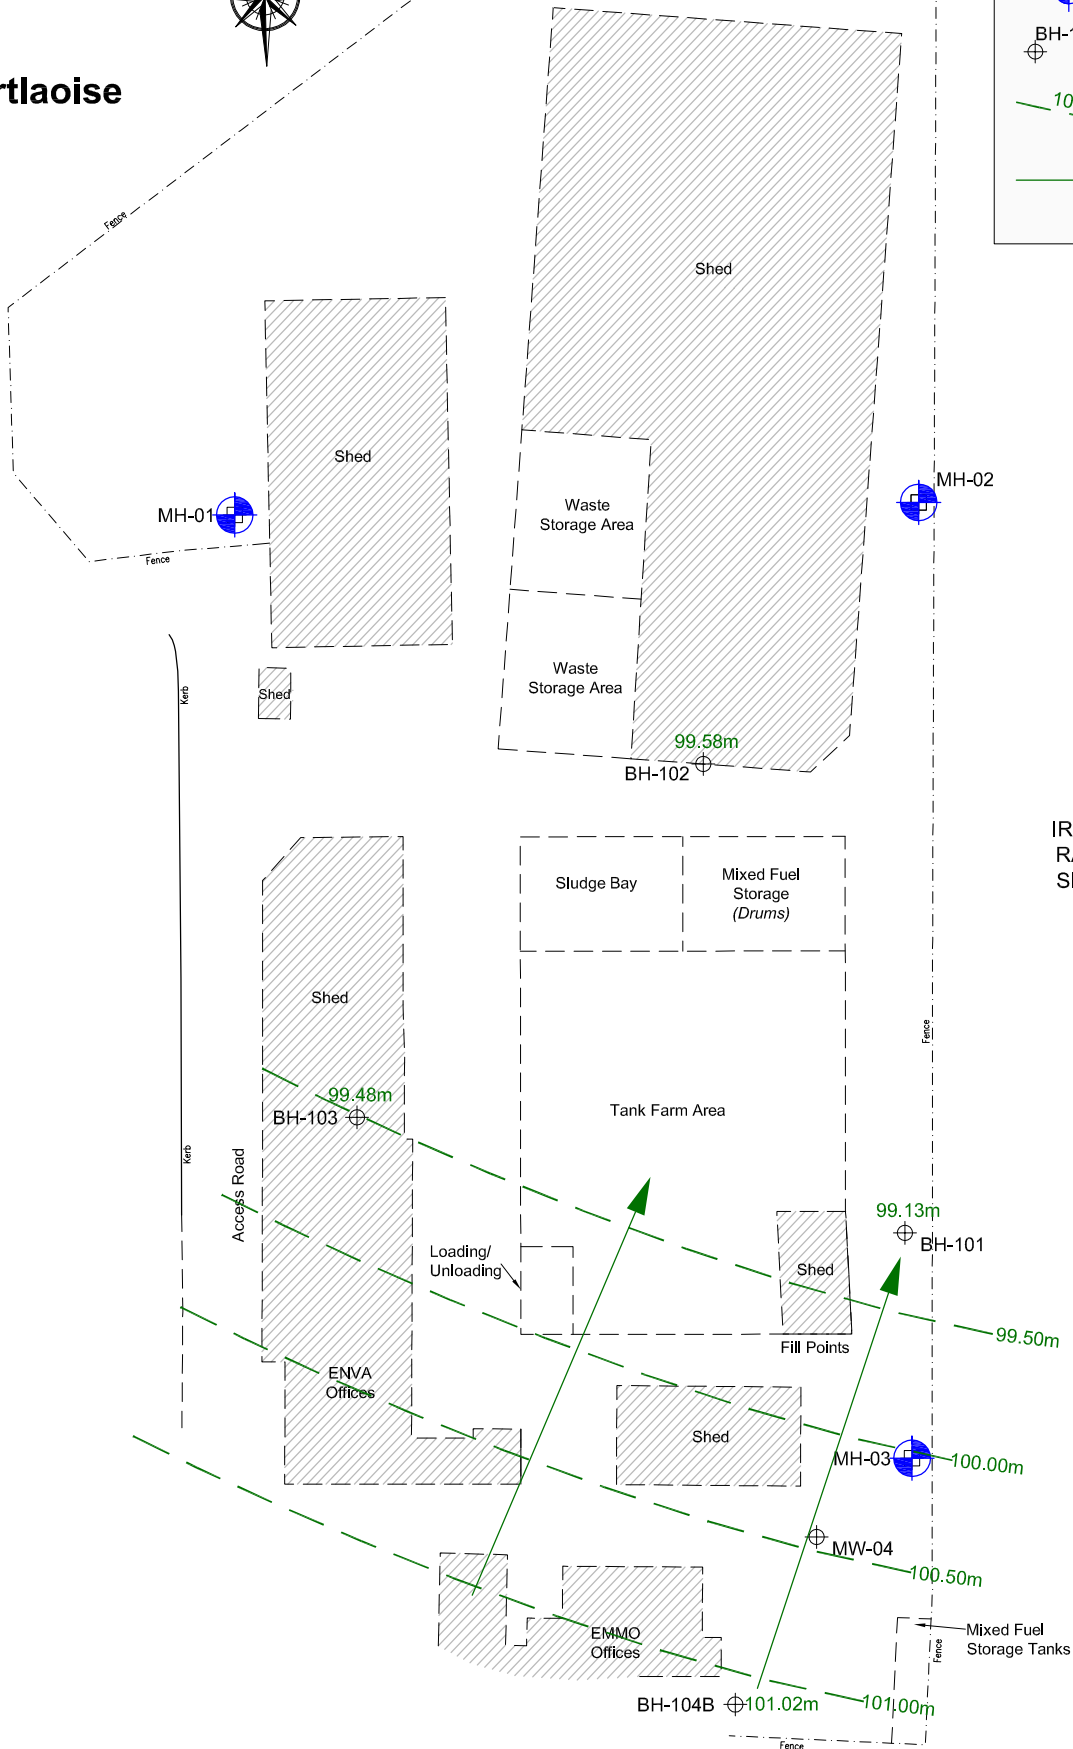 rtlaoise
BH-1
10
Fence
Shed
Shed
MH-01
MH-02
Waste
Storage Area
Fence
Waste
Storage Area
Kerb
Shed
99.58m
BH-102
IR
Sludge Bay
Mixed Fuel
Storage
(Drums)
Shed
Fence
99.48m
BH-103
Tank Farm Area
Kerb
Access Road
99.13m
BH-101
Loading/
Unloading
Shed
99.50m
Fill Points
ENVA
Offices
Shed
MH-03
100.00m
MW-04
100.50m
EMMO
Offices
Mixed Fuel
Storage Tanks
Fence
BH-104B
101.02m
101.00m
Fence